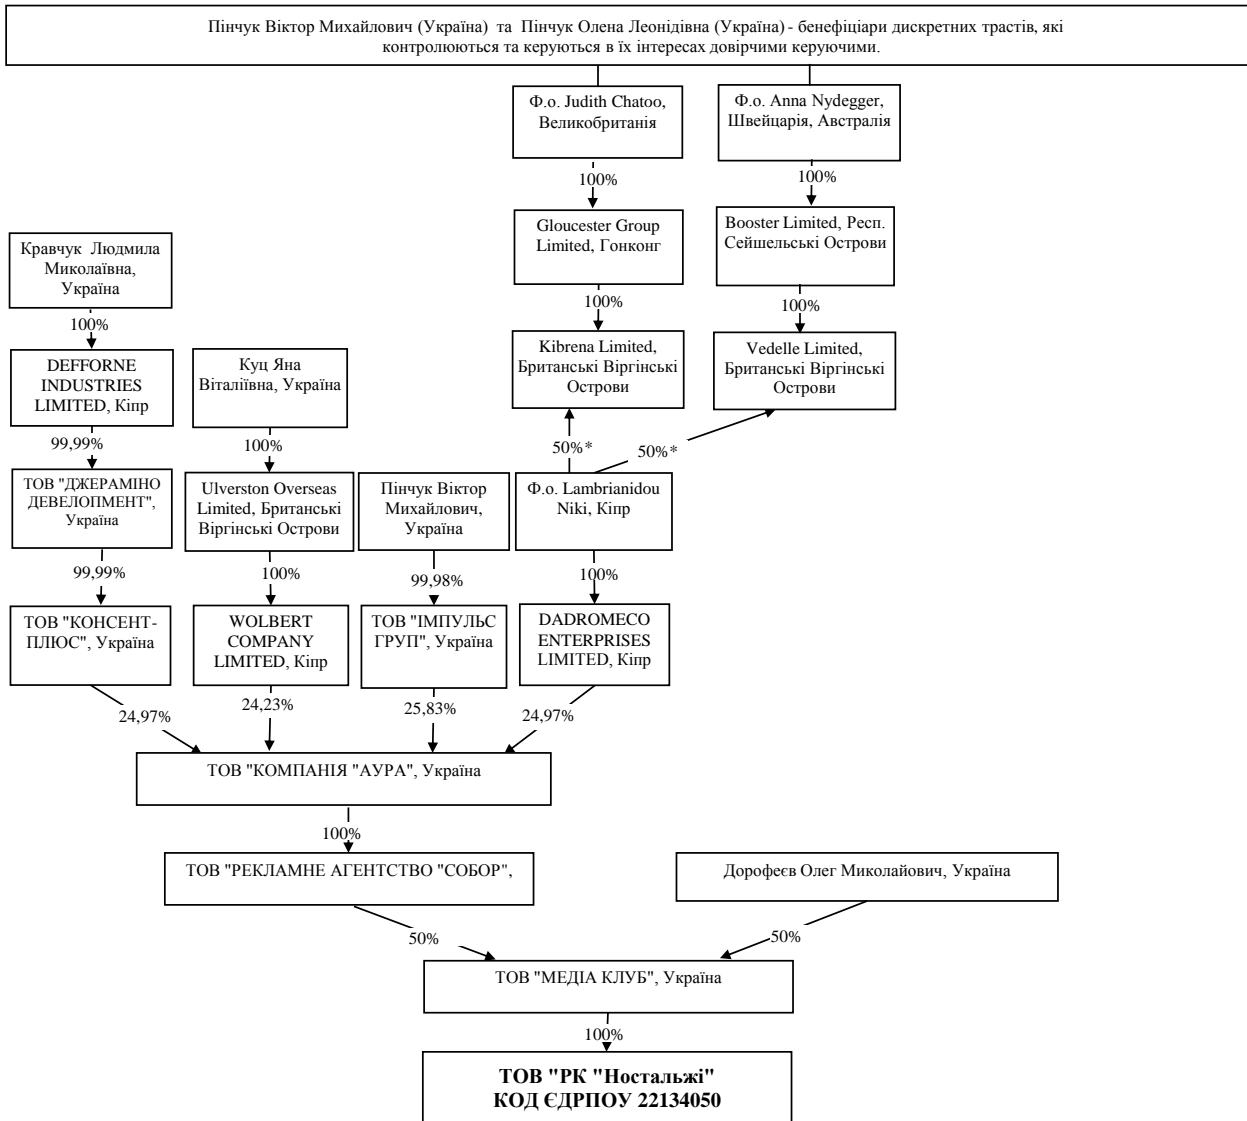 Пінчук Віктор Михайлович (Україна)  та  Пінчук Олена Леонідівна (Україна) - бенефіціари дискретних трастів, які
контролюються та керуються в їх інтересах довірчими керуючими.
Ф.о. Judith Chatoo,
Великобританія
Ф.о. Anna Nydegger,
Швейцарія, Австралія
100%
100%
Gloucester Group
Limited, Гонконг
Booster Limited, Респ.
Сейшельські Острови
Кравчук  Людмила
Миколаївна,
Україна
100%
100%
100%
Kibrena Limited,
Британські Віргінські
Острови
Vedelle Limited,
Британські Віргінські
Острови
DEFFORNE
INDUSTRIES
LIMITED, Кіпр
Куц Яна
Віталіївна, Україна
99,99%
100%
50%*
50%*
ТОВ "ДЖЕРАМІНО
ДЕВЕЛОПМЕНТ",
Україна
Ulverston Overseas
Limited, Британські
Віргінські Острови
Пінчук Віктор
Михайлович,
Україна
Ф.о. Lambrianidou
Niki, Кіпр
99,99%
100%
99,98%
100%
ТОВ "КОНСЕНТ-
ПЛЮС", Україна
WOLBERT
COMPANY
LIMITED, Кіпр
ТОВ "ІМПУЛЬС
ГРУП", Україна
DADROMECO
ENTERPRISES
LIMITED, Кіпр
24,97%
24,23%
25,83%
24,97%
ТОВ "КОМПАНІЯ "АУРА", Україна
100%
ТОВ "РЕКЛАМНЕ АГЕНТСТВО "СОБОР",
Дорофеєв Олег Миколайович, Україна
50%
50%
ТОВ "МЕДІА КЛУБ", Україна
100%
ТОВ "РК "Ностальжі"
КОД ЄДРПОУ 22134050